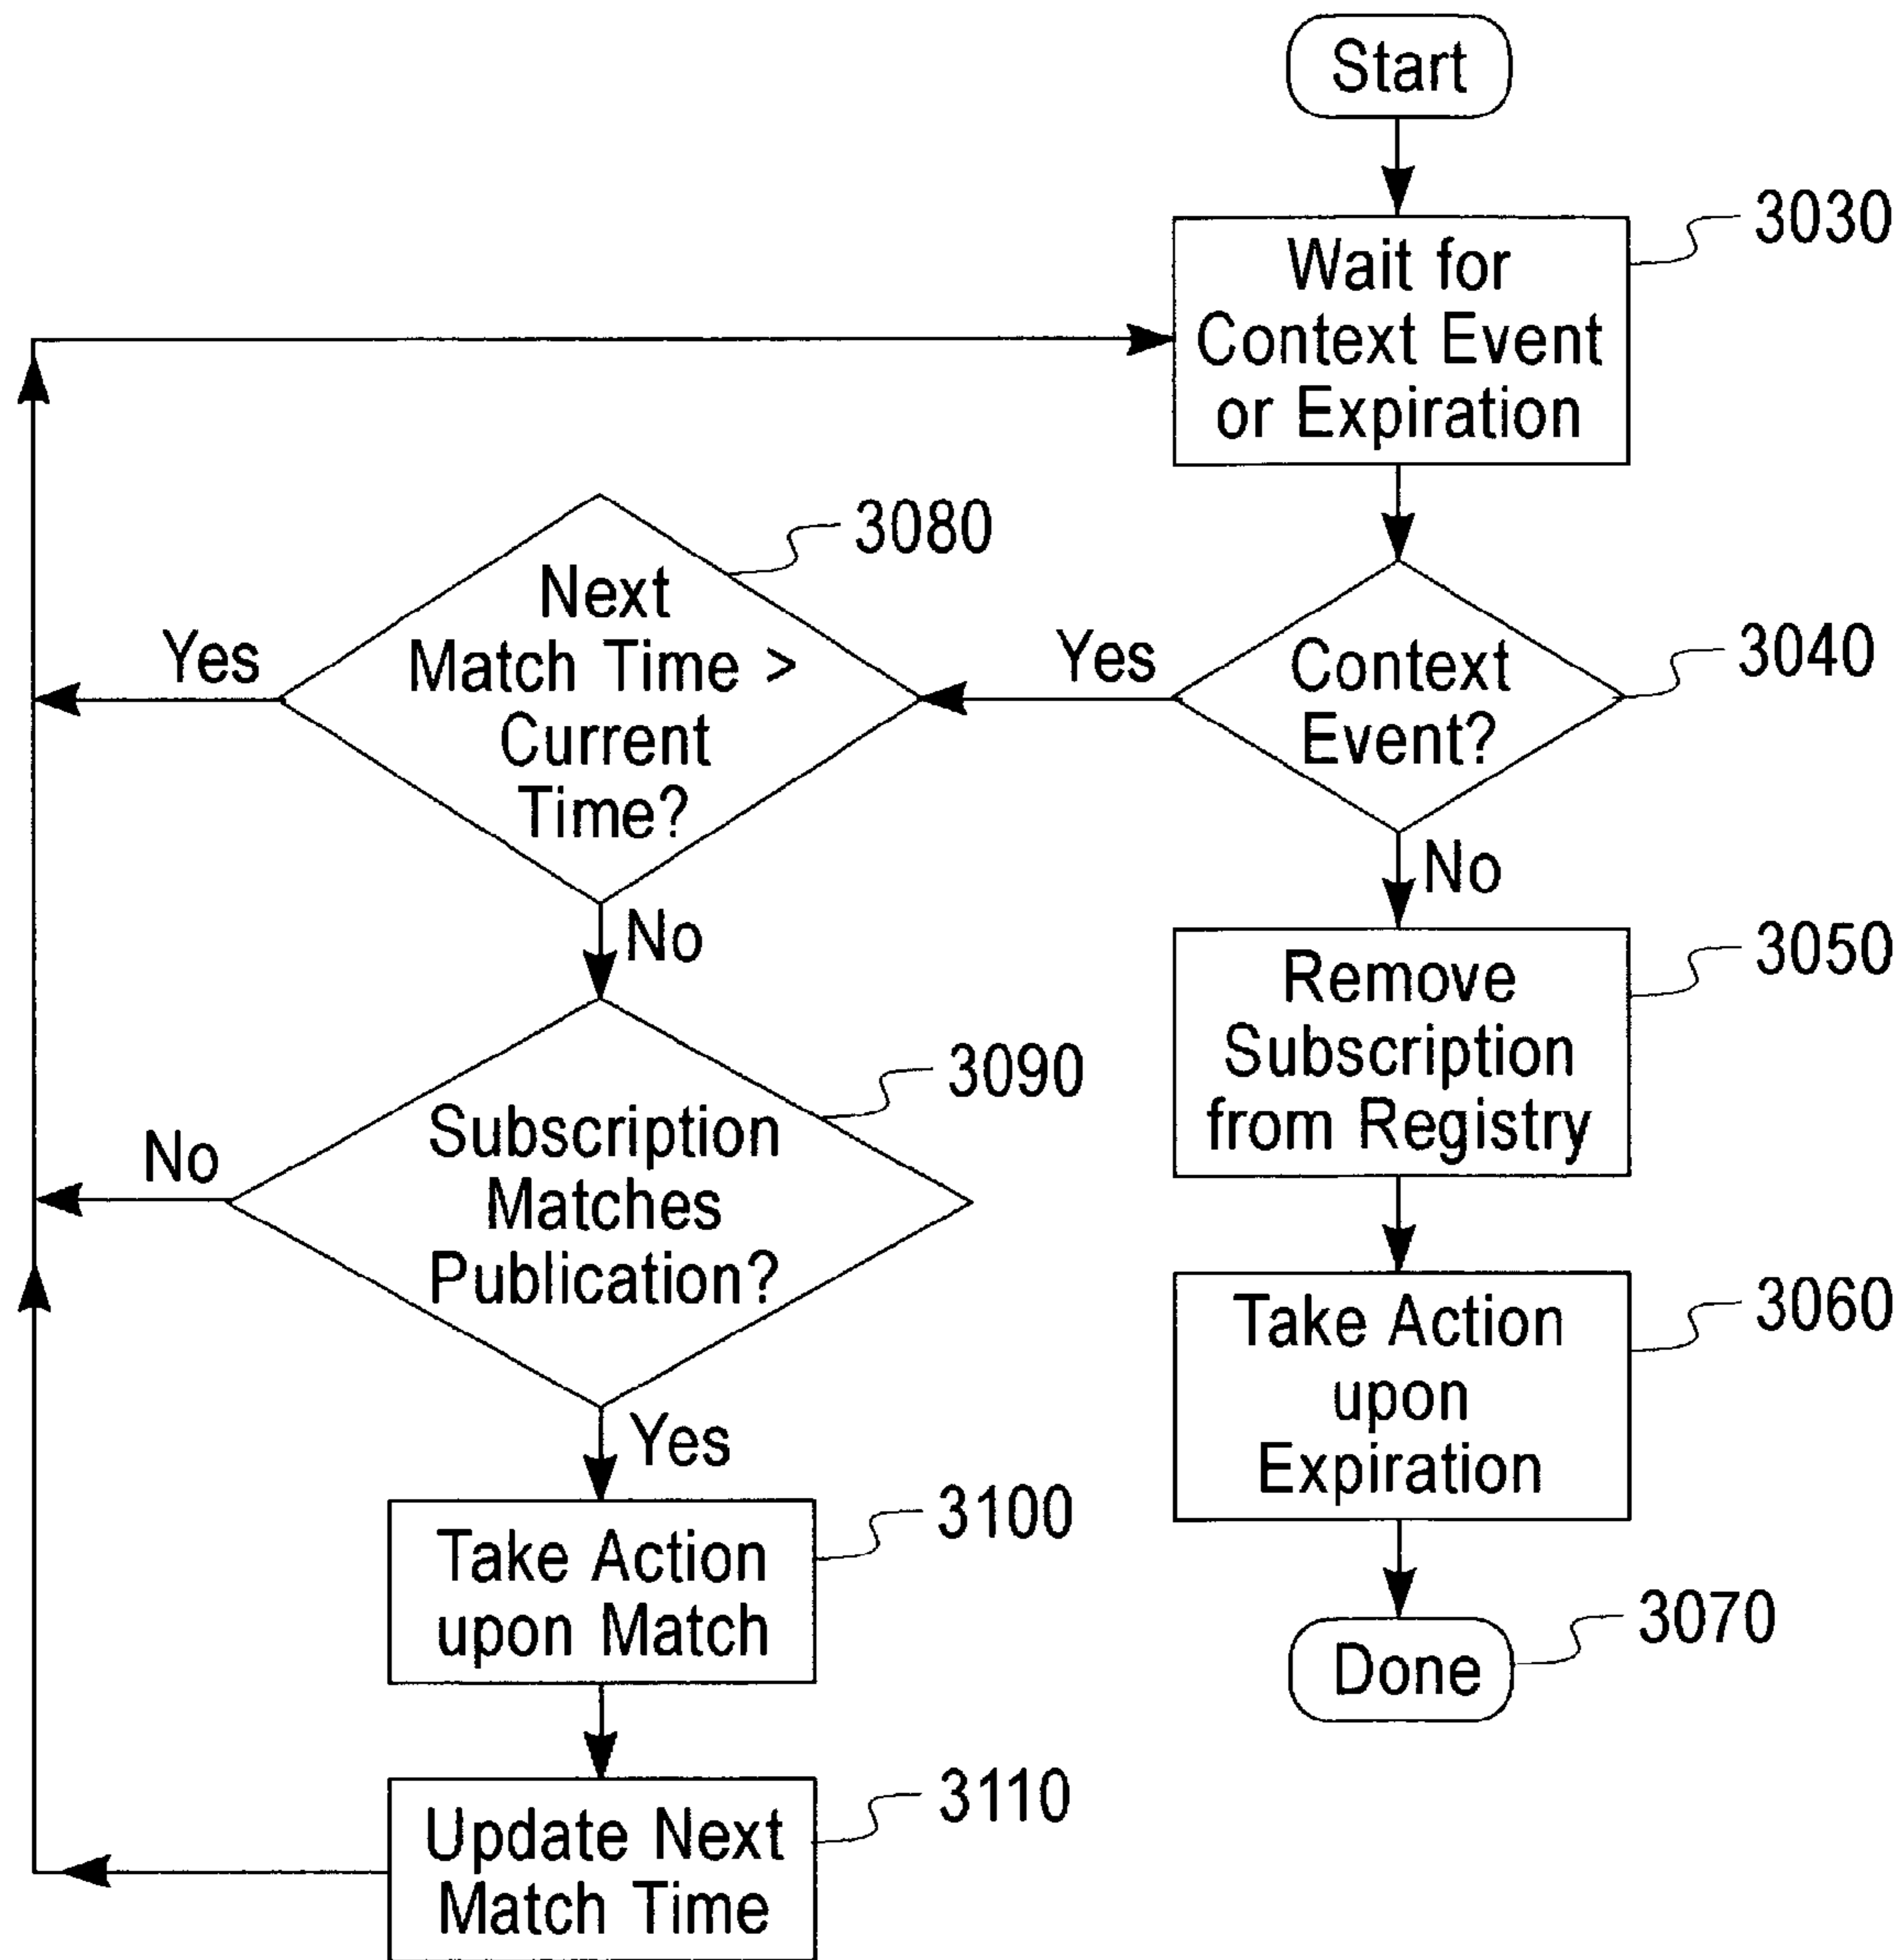 Start
3030
Wait for
Context Event
or Expiration
3080
Next
Match Time >
Current
Time?
Yes
Yes
3040
Context
Event?
No
No
3050
Remove
Subscription
from Registry
3090
Subscription
Matches
Publication?
No
Yes
3060
Take Action
upon
Expiration
3100
Take Action
upon Match
3070
Done
3110
Update Next
Match Time